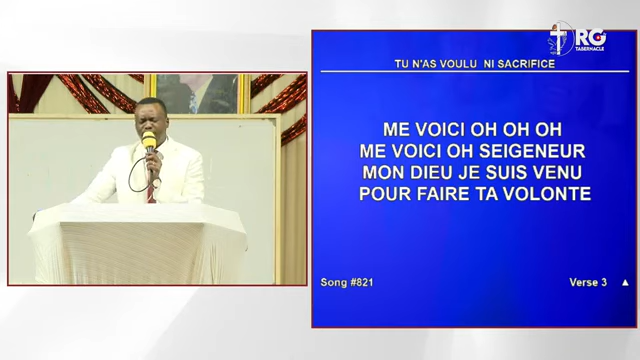 RG
TABERNACLE
TU N'AS VOULU NI SACRIFICE
ME VOICI OH OH OH
ME VOICI OH SEIGENEUR
MON DIEU JE SUIS VENU
POUR FAIRE TA VOLONTE
Song #821
Verse 3 ▲